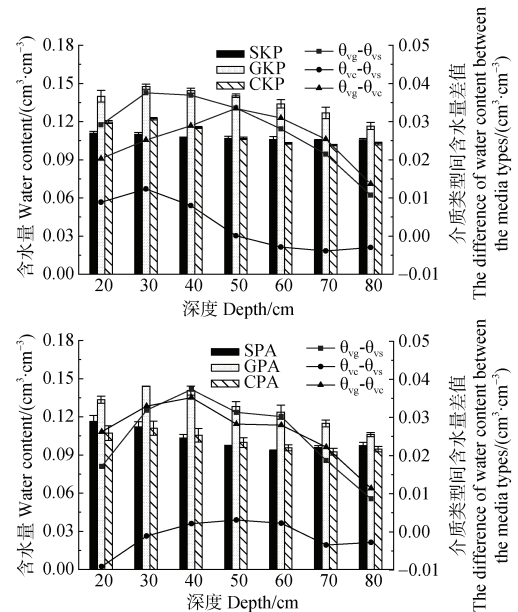 含水量 Water content/(cm³·cm⁻³)
0.18
0.15
0.12
0.09
0.06
0.03
0.00
SKP
GKP
CKP
θvg-θvs
θvc-θvs
θvg-θvc
0.05
0.04
0.03
0.02
0.01
0.00
−0.01
介质类型间含水量差值
The difference of water content between
the media types/(cm³·cm⁻³)
20 30 40 50 60 70 80
深度 Depth/cm
含水量 Water content/(cm³·cm⁻³)
0.18
0.15
0.12
0.09
0.06
0.03
0.00
SPA
GPA
CPA
θvg-θvs
θvc-θvs
θvg-θvc
0.05
0.04
0.03
0.02
0.01
0.00
−0.01
介质类型间含水量差值
The difference of water content between
the media types/(cm³·cm⁻³)
20 30 40 50 60 70 80
深度 Depth/cm